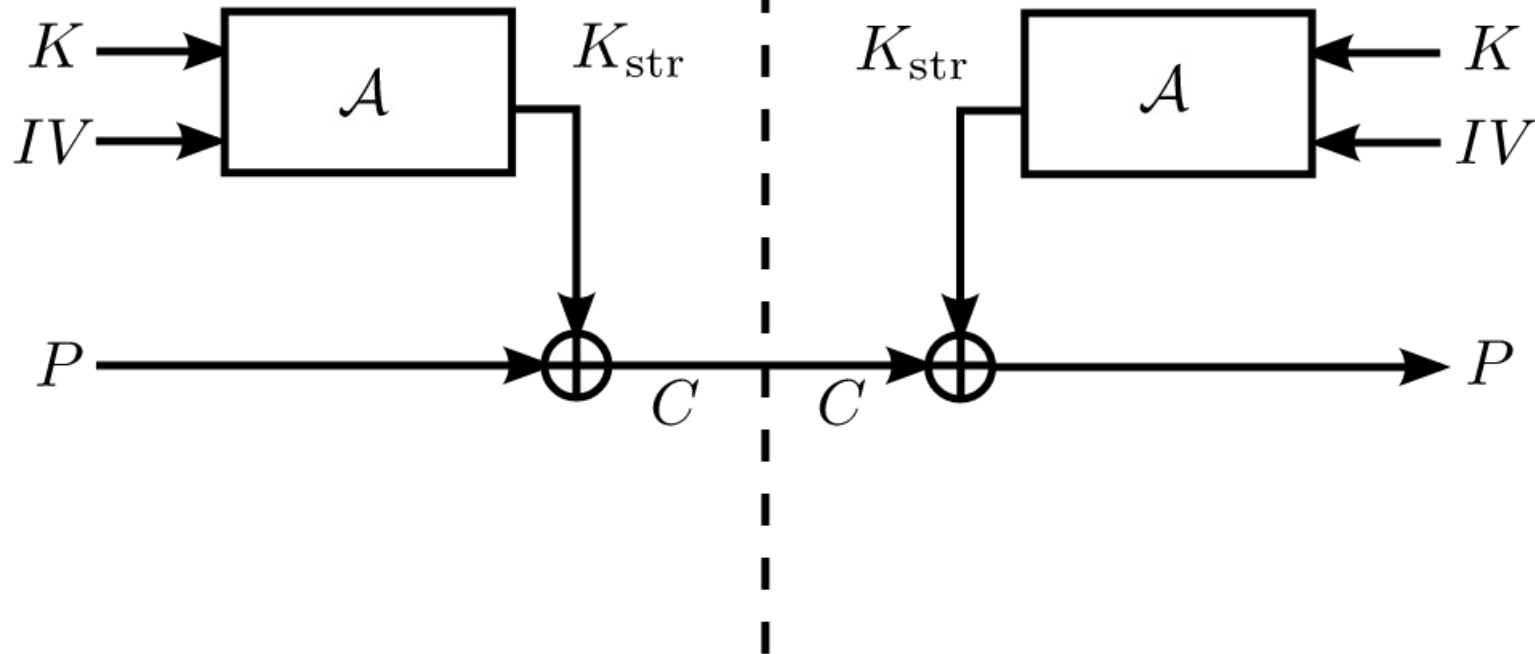 K K_str K_str K
𝒜 𝒜
IV IV
P P
C C